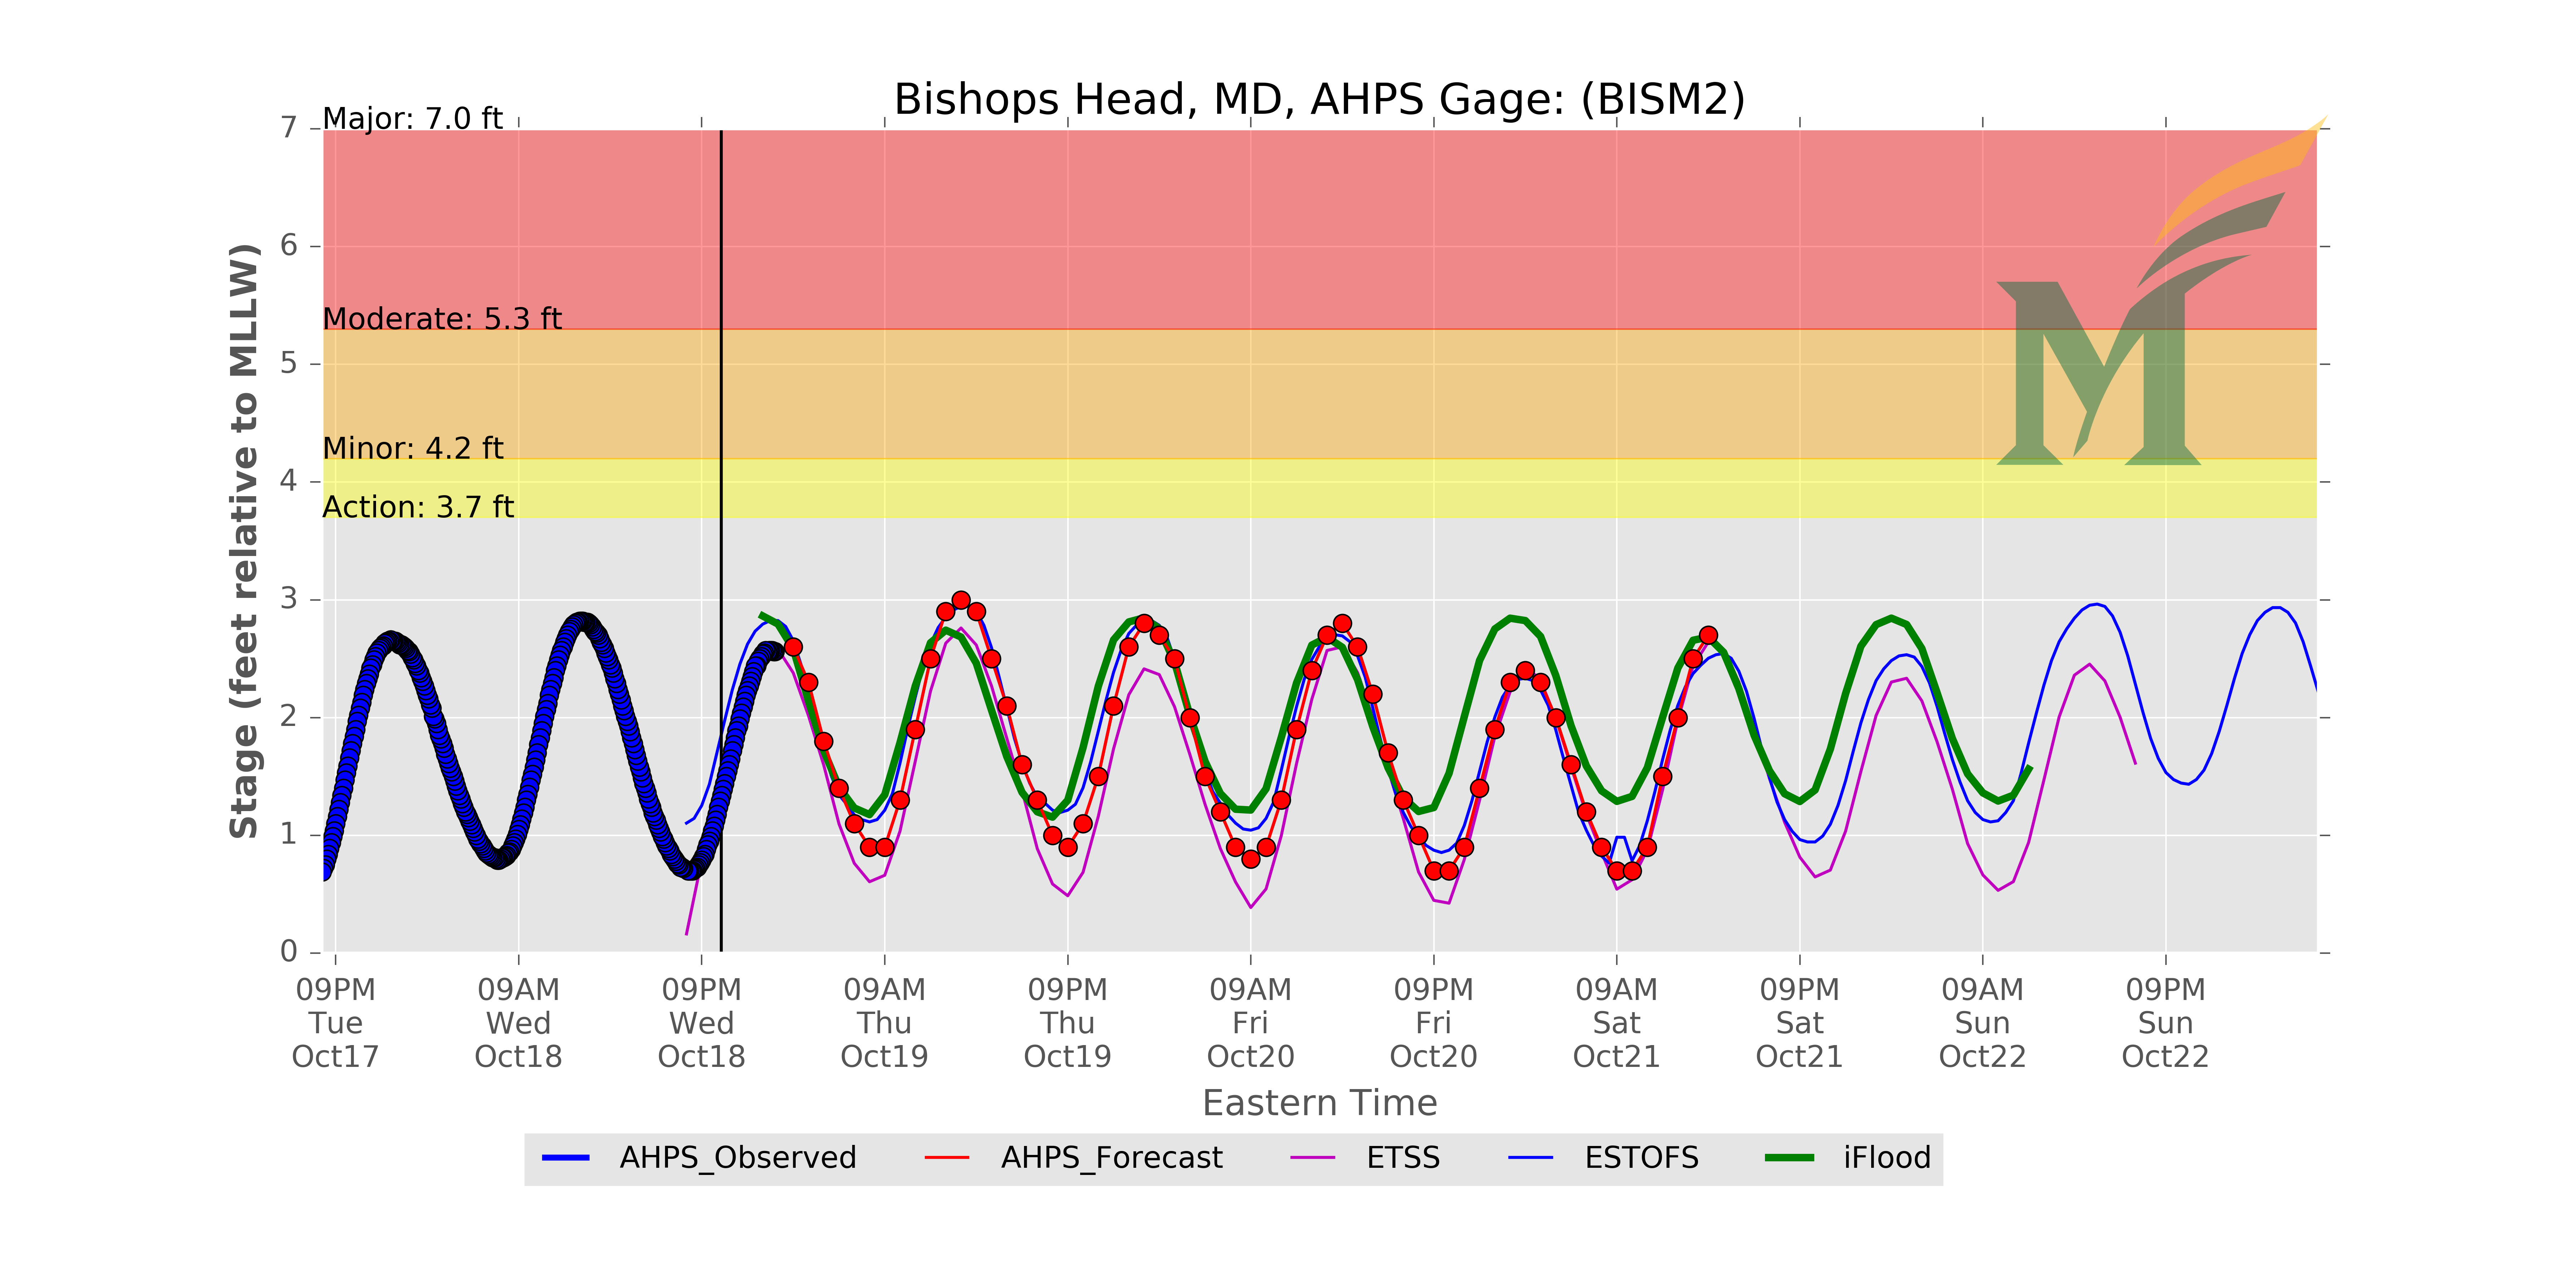 Bishops Head, MD, AHPS Gage: (BISM2)
Major: 7.0 ft
Moderate: 5.3 ft
Minor: 4.2 ft
Action: 3.7 ft
Stage (feet relative to MLLW)
7
6
5
4
3
2
1
0
09PM Tue Oct17
09AM Wed Oct18
09PM Wed Oct18
09AM Thu Oct19
09PM Thu Oct19
09AM Fri Oct20
09PM Fri Oct20
09AM Sat Oct21
09PM Sat Oct21
09AM Sun Oct22
09PM Sun Oct22
Eastern Time
AHPS_Observed
AHPS_Forecast
ETSS
ESTOFS
iFlood
M